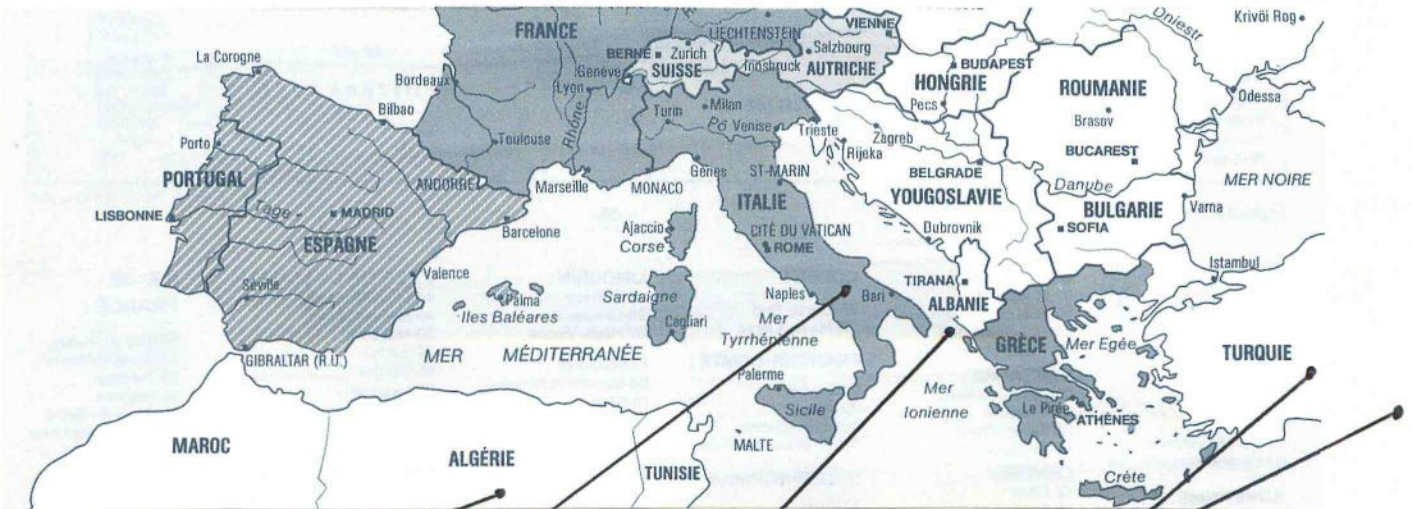 FRANCE
LIECHTENSTEIN
VIENNE
Dniestr
Krivöi Rog
La Corogne
BERNE
Zurich
Salzbourg
Innsbruck
SUISSE
AUTRICHE
BUDAPEST
HONGRIE
ROUMANIE
Bordeaux
Genève
Lyon
Bilbao
Rhône
Milan
Turin
Pô
Venise
Pecs
Odessa
Brasov
Trieste
Zagreb
Rijeka
Toulouse
Porto
BUCAREST
Gênes
ST-MARIN
BELGRADE
PORTUGAL
ANDORRE
Marseille
MONACO
YOUGOSLAVIE
Danube
MER NOIRE
ITALIE
BULGARIE
Varna
LISBONNE
Tage
MADRID
Barcelone
Ajaccio
Corse
CITÉ DU VATICAN
ROME
Dubrovnik
SOFIA
ESPAGNE
Valence
Istambul
TIRANA
ALBANIE
Séville
Palma
Iles Baléares
Sardaigne
Naples
Bari
Cagliari
Mer
Tyrrhépienne
GRÈCE
Mer Egée
TURQUIE
GIBRALTAR (R.U.)
MER MÉDITERRANÉE
Palerme
Mer
Ionienne
Le Pirée
ATHÈNES
Sicile
MALTE
MAROC
ALGÉRIE
TUNISIE
Crète